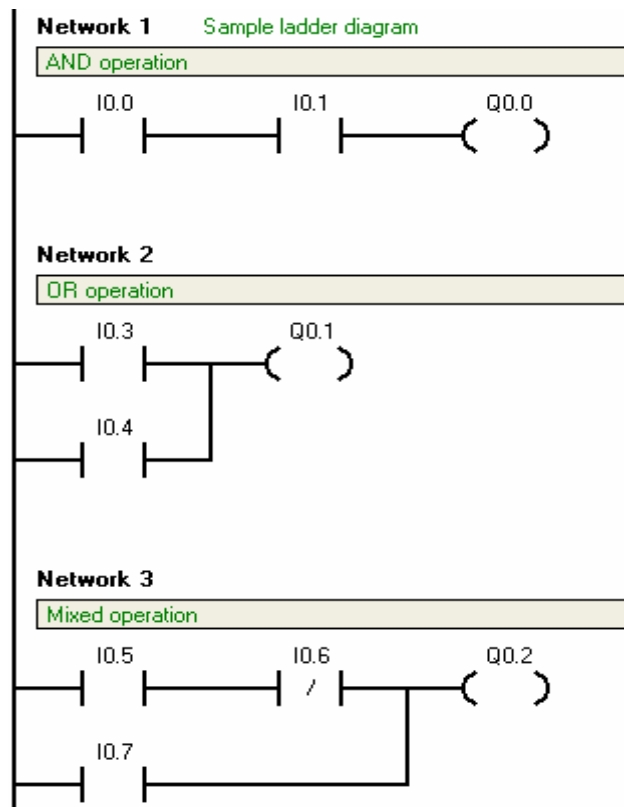 Network 1 Sample ladder diagram
AND operation
I0.0 I0.1 Q0.0
Network 2
OR operation
I0.3 Q0.1
I0.4
Network 3
Mixed operation
I0.5 I0.6 Q0.2
/
I0.7